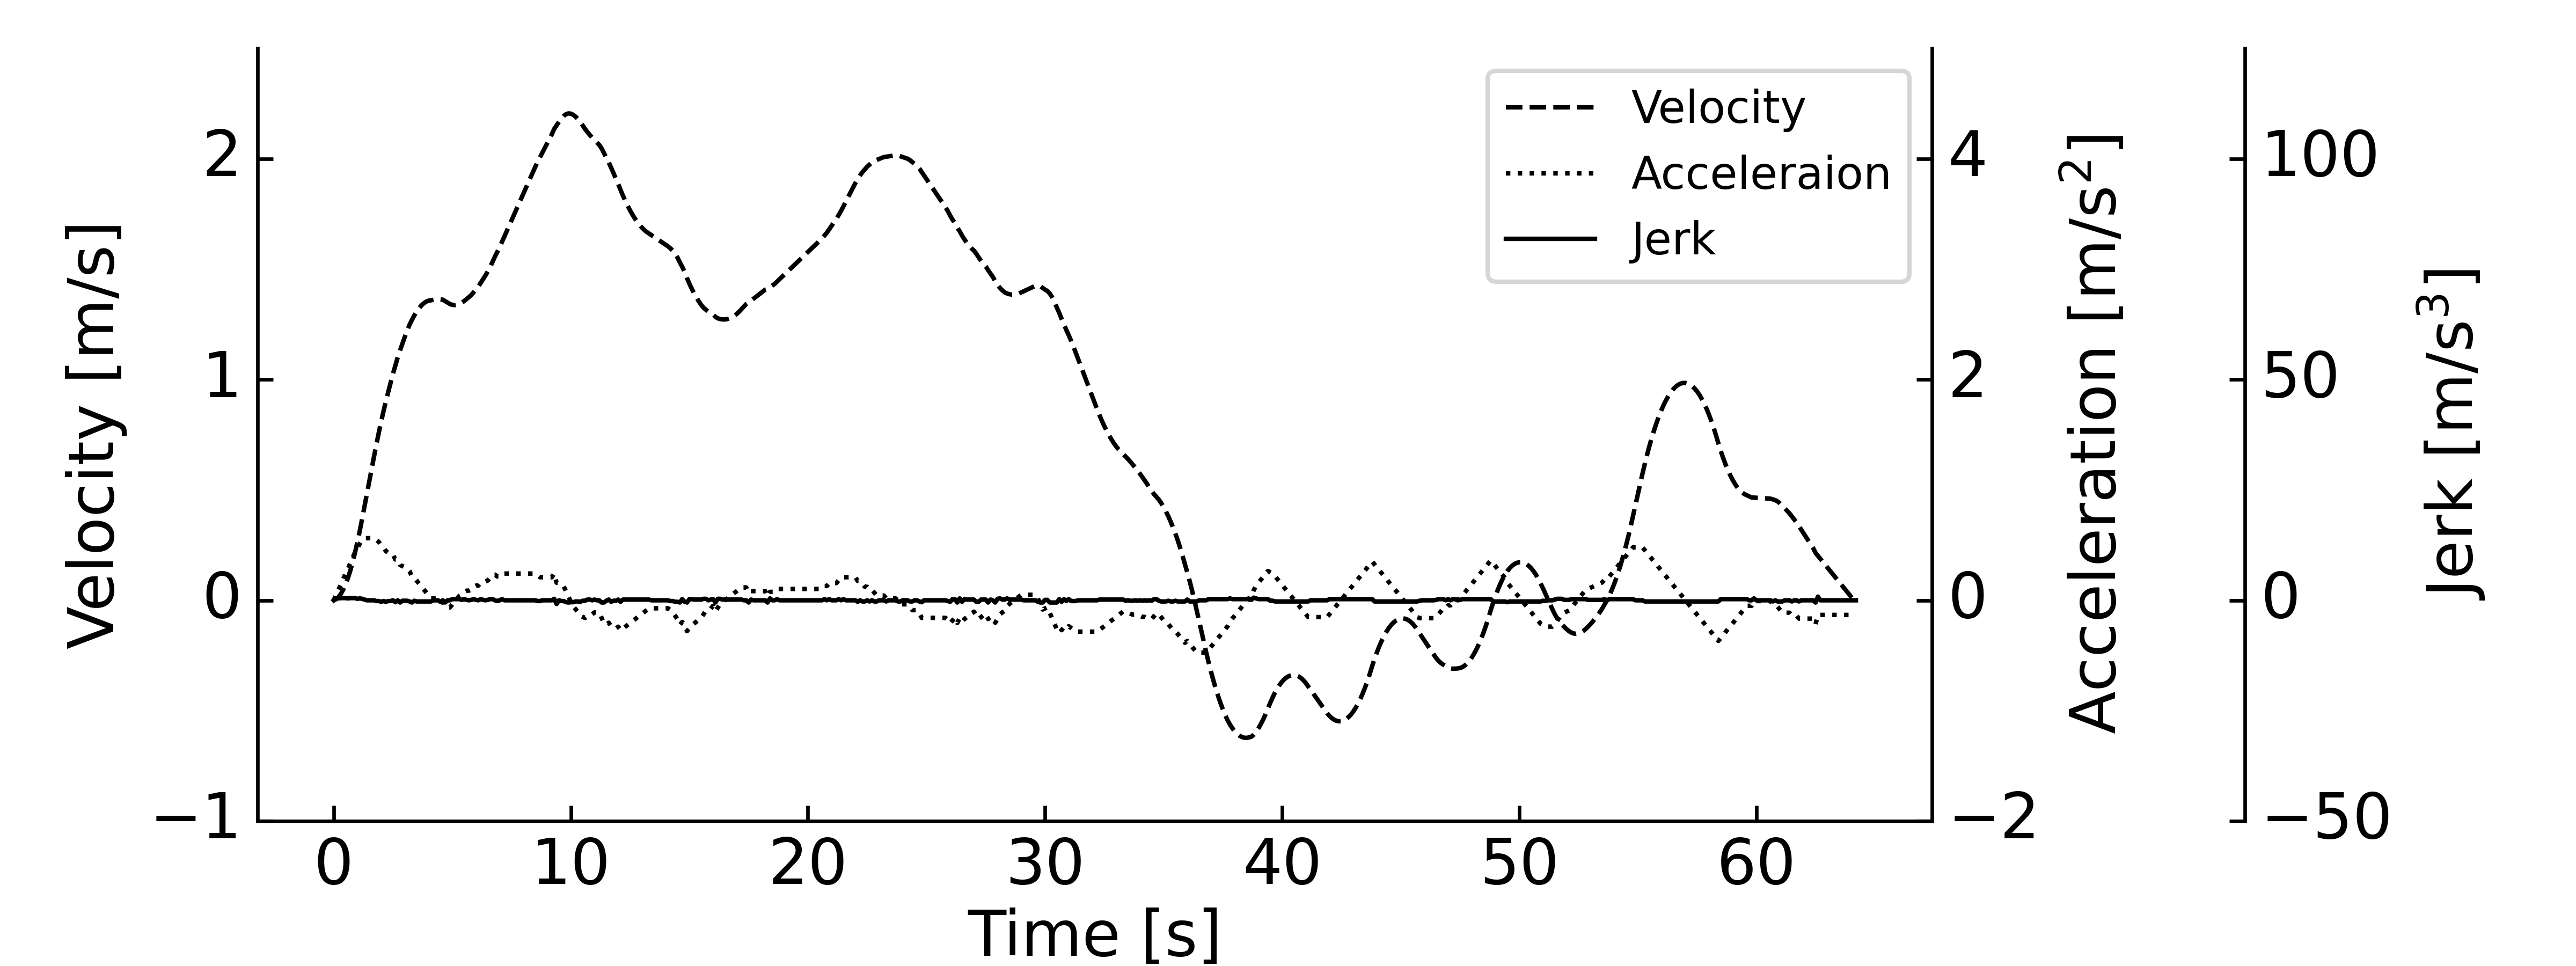 Velocity [m/s]
2
1
0
−1
0 10 20 30 40 50 60
Time [s]
Velocity
Acceleraion
Jerk
4
2
0
−2
Acceleration [m/s²]
100
50
0
−50
Jerk [m/s³]